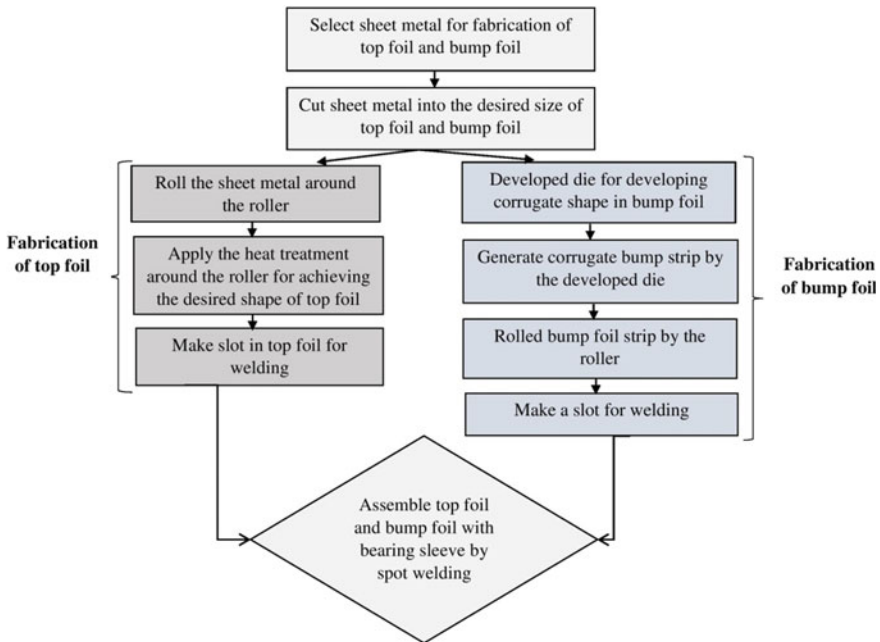 Select sheet metal for fabrication of
top foil and bump foil
Cut sheet metal into the desired size of
top foil and bump foil
Fabrication
of top foil
Roll the sheet metal around
the roller
Apply the heat treatment
around the roller for achieving
the desired shape of top foil
Make slot in top foil for
welding
Developed die for developing
corrugate shape in bump foil
Generate corrugate bump strip by
the developed die
Rolled bump foil strip by the
roller
Make a slot for welding
Fabrication
of bump foil
Assemble top foil
and bump foil with
bearing sleeve by
spot welding